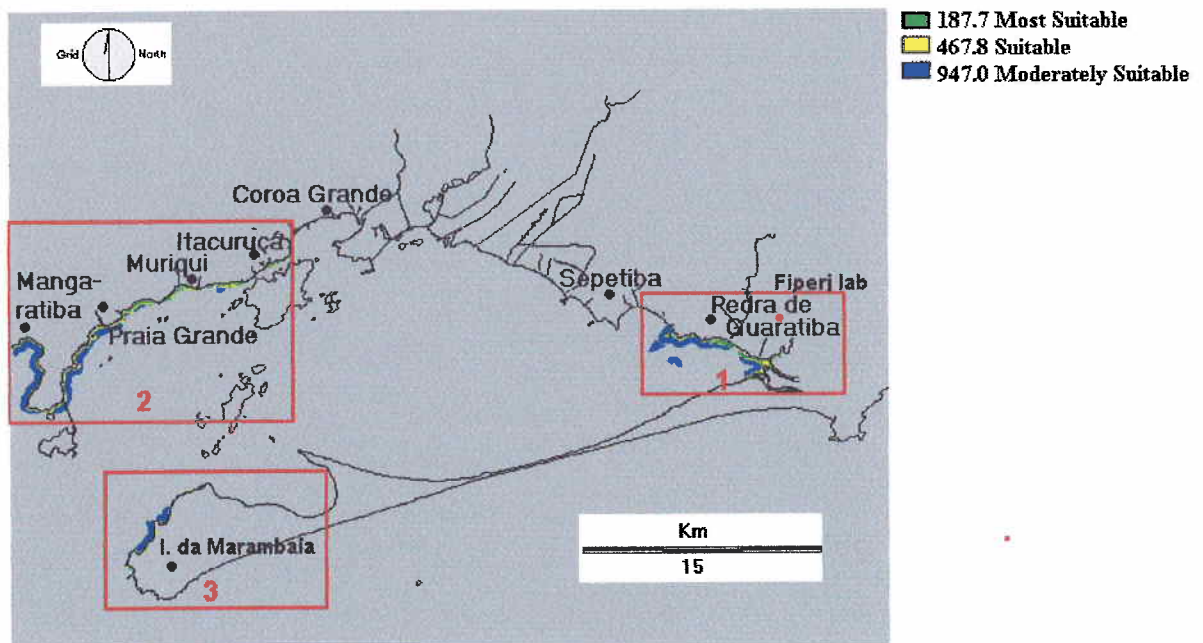 187.7 Most Suitable
467.8 Suitable
947.0 Moderately Suitable
Grid North
Coroa Grande
Itacuruçá
Muriqui
Manga-
ratiba
Praia Grande
Sepetiba
Fiperj lab
Pedra de
Guaratiba
1
2
Km
15
I. da Marambaia
3